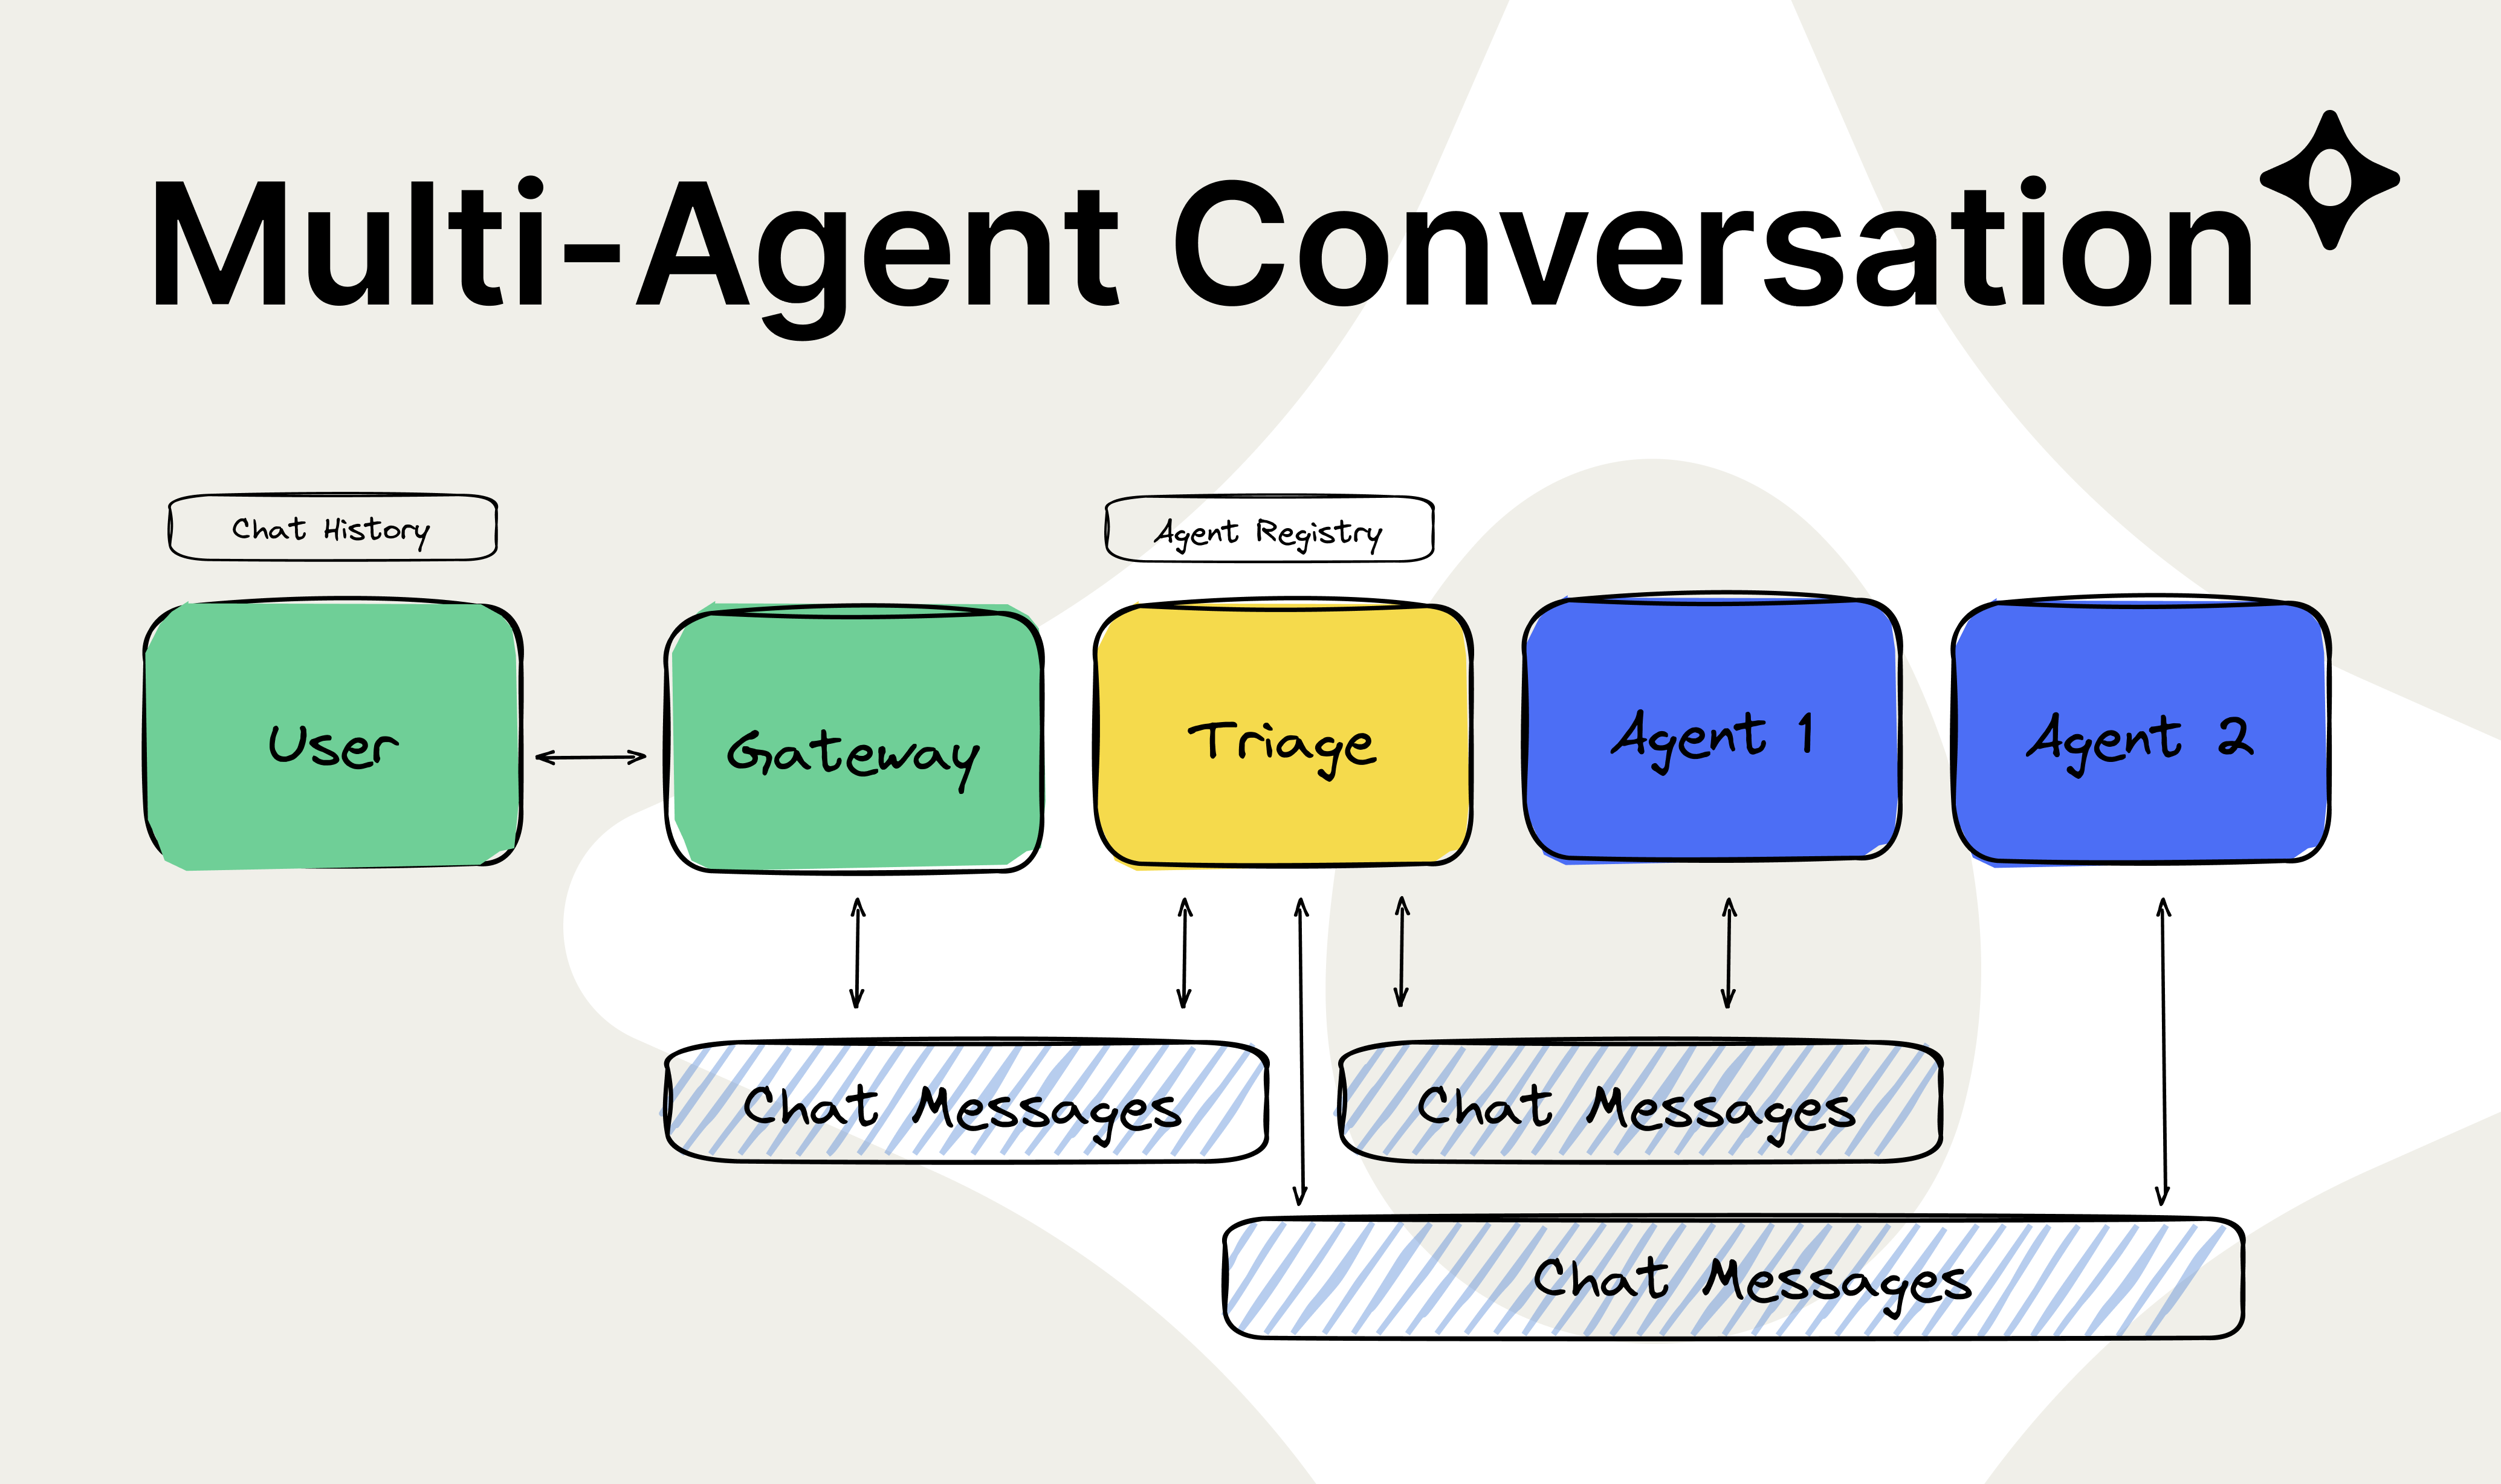 Multi-Agent Conversation
Chat History
Agent Registry
User
Gateway
Triage
Agent 1
Agent 2
Chat Messages
Chat Messages
Chat Messages